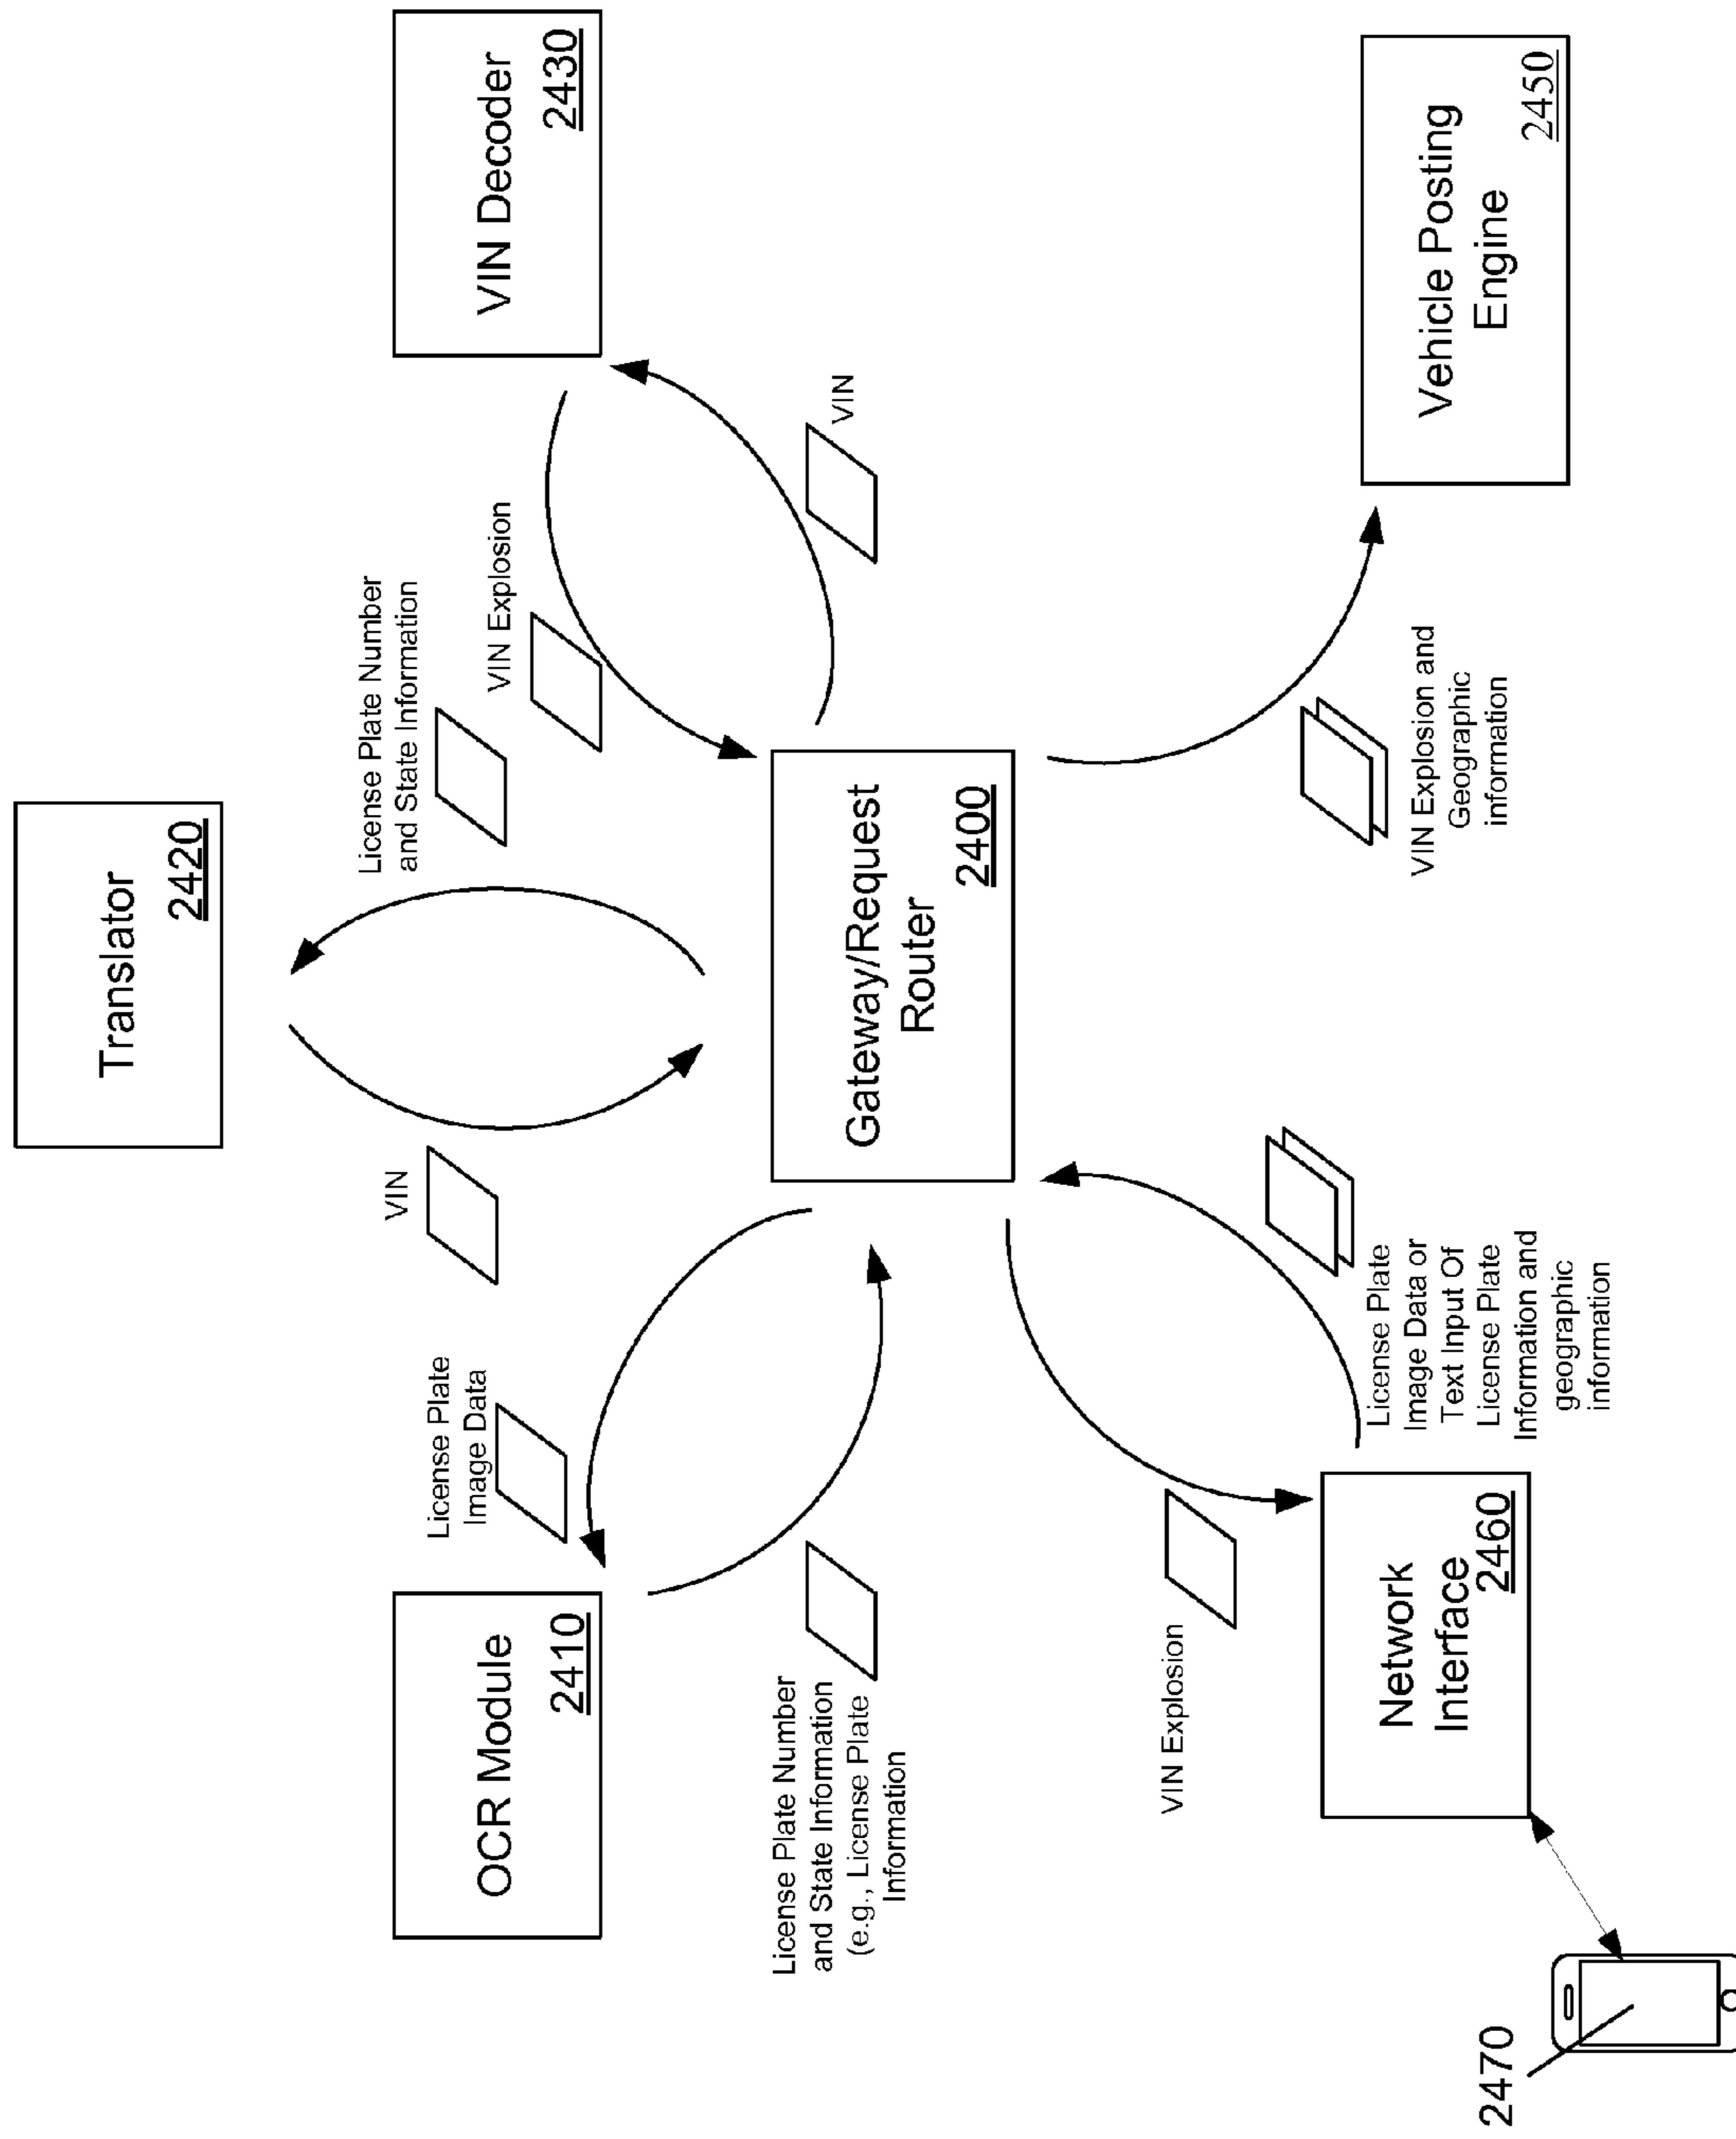 Translator
2420
License Plate Number
and State Information
VIN
VIN Explosion
VIN Decoder
2430
License Plate
Image Data
OCR Module
2410
License Plate Number
and State Information
(e.g., License Plate
Information
Gateway/Request
Router
2400
VIN
VIN Explosion
Network
Interface
2460
License Plate
Image Data or
Text Input Of
License Plate
Information and
geographic
information
VIN Explosion and
Geographic
information
Vehicle Posting
Engine
2450
2470